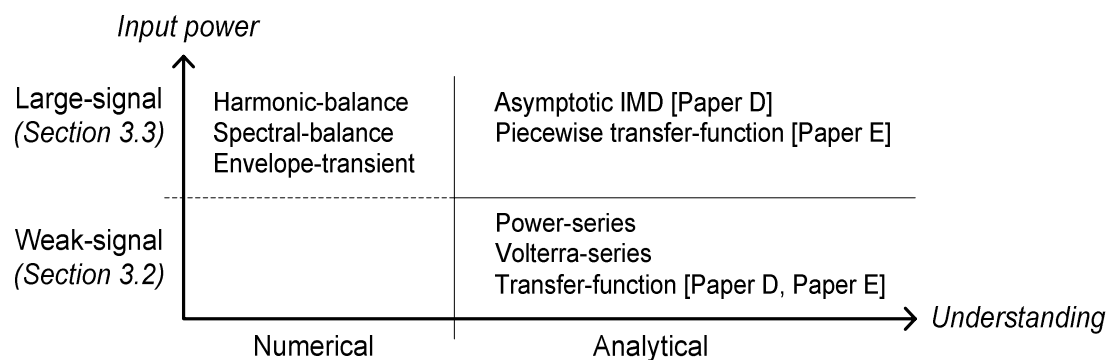 Input power
Large-signal
(Section 3.3)
Harmonic-balance
Spectral-balance
Envelope-transient
Asymptotic IMD [Paper D]
Piecewise transfer-function [Paper E]
Weak-signal
(Section 3.2)
Power-series
Volterra-series
Transfer-function [Paper D, Paper E]
Understanding
Numerical
Analytical